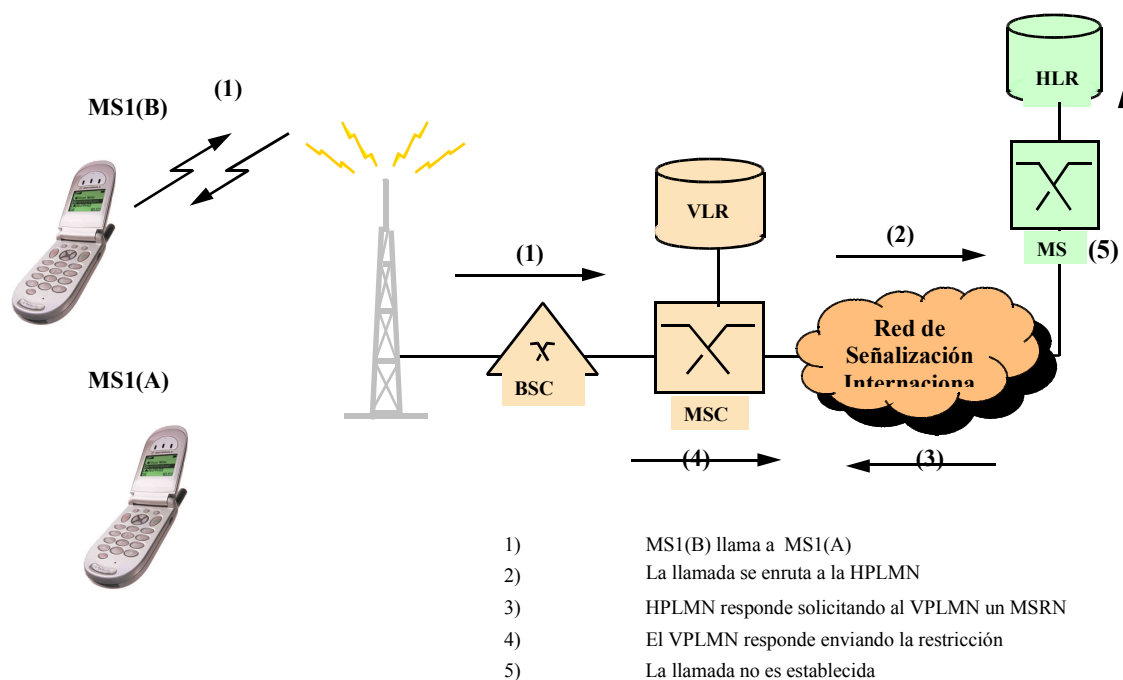 HLR
(1)
MS1(B)
VLR
(2)
MS
(5)
(1)
Red de
Señalización
Internaciona
MS1(A)
BSC
MSC
(4)
(3)
1) MS1(B) llama a MS1(A)
2) La llamada se enruta a la HPLMN
3) HPLMN responde solicitando al VPLMN un MSRN
4) El VPLMN responde enviando la restricción
5) La llamada no es establecida